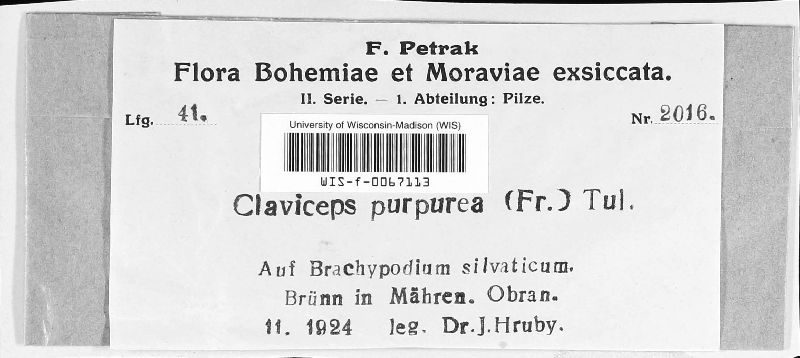 F. Petrak
Flora Bohemiae et Moraviae exsiccata.
II. Serie. — 1. Abteilung: Pilze.
Lfg. 41. Nr. 2016.
University of Wisconsin-Madison (WIS)
WIS-f-0067113
Claviceps purpurea (Fr.) Tul.
Auf Brachypodium silvaticum.
Brünn in Mähren. Obran.
11. 1924 leg. Dr.J.Hruby.